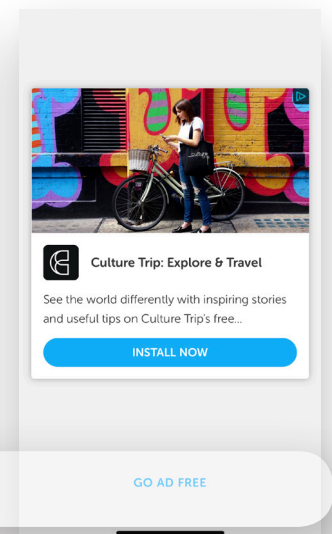 Culture Trip: Explore & Travel
See the world differently with inspiring stories
and useful tips on Culture Trip's free...
INSTALL NOW
GO AD FREE